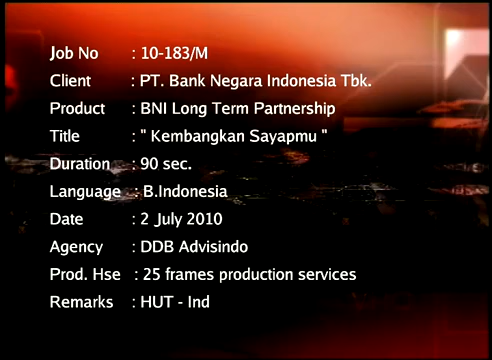 Job No : 10-183/M
Client : PT. Bank Negara Indonesia Tbk.
Product : BNI Long Term Partnership
Title : " Kembangkan Sayapmu "
Duration : 90 sec.
Language : B.Indonesia
Date : 2 July 2010
Agency : DDB Advisindo
Prod. Hse : 25 frames production services
Remarks : HUT - Ind